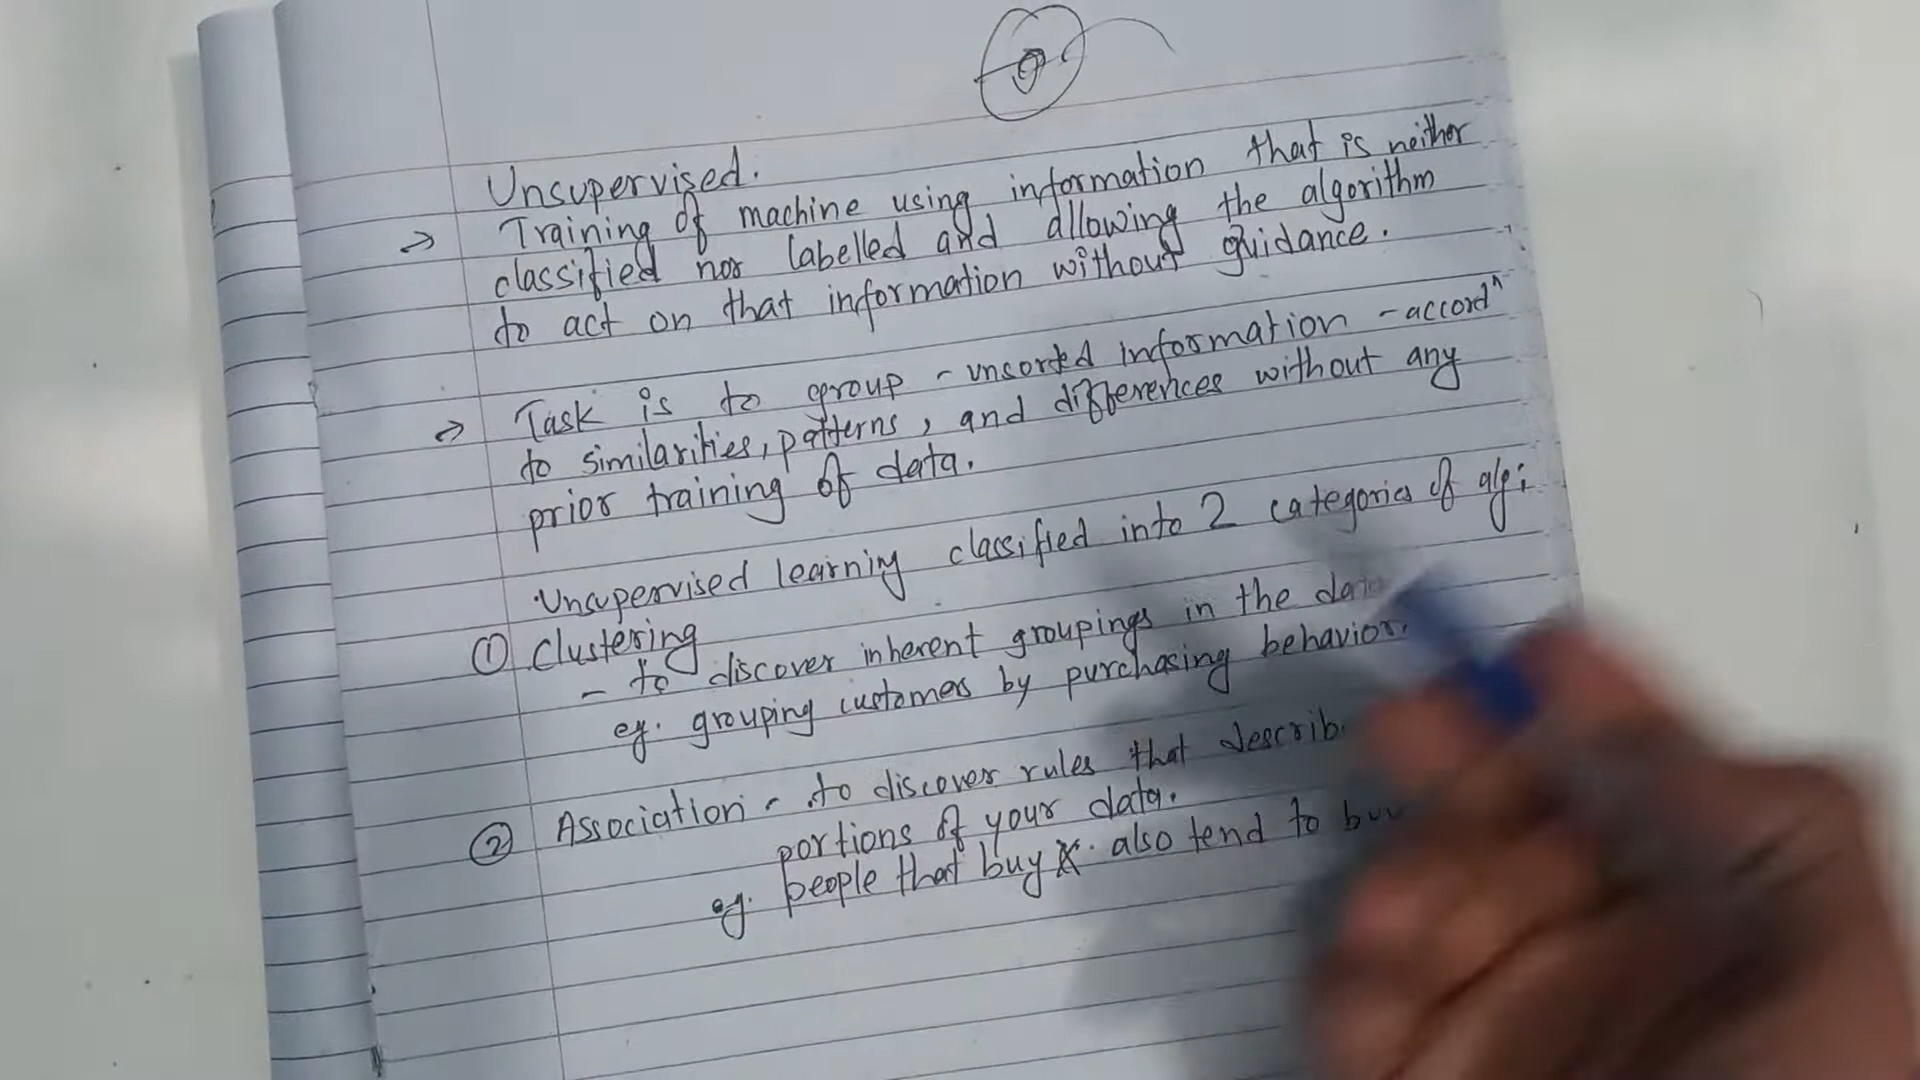 Unsupervised.
→ Training of machine using information that is neither
classified nor labelled and allowing the algorithm
to act on that information without guidance.
→ Task is to group - unsorted information - accordⁿ
to similarities, patterns, and differences without any
prior training of data.
Unsupervised learning classified into 2 categories of alg:
① Clustering
- to discover inherent groupings in the
eg. grouping customers by purchasing behavior.
② Association - to discover rules that
portions of your data.
eg. people that buy X also tend to